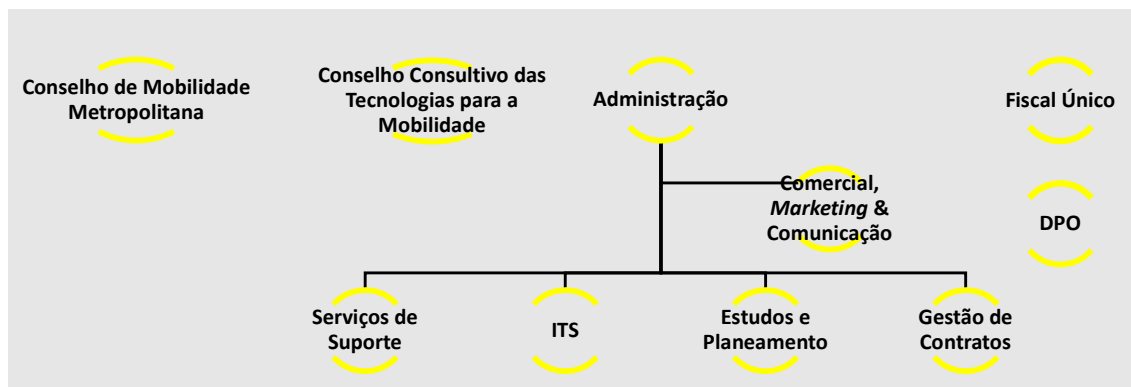 Conselho de Mobilidade
Metropolitana
Conselho Consultivo das
Tecnologias para a
Mobilidade
Administração
Fiscal Único
Comercial,
Marketing &
Comunicação
DPO
Serviços de
Suporte
ITS
Estudos e
Planeamento
Gestão de
Contratos